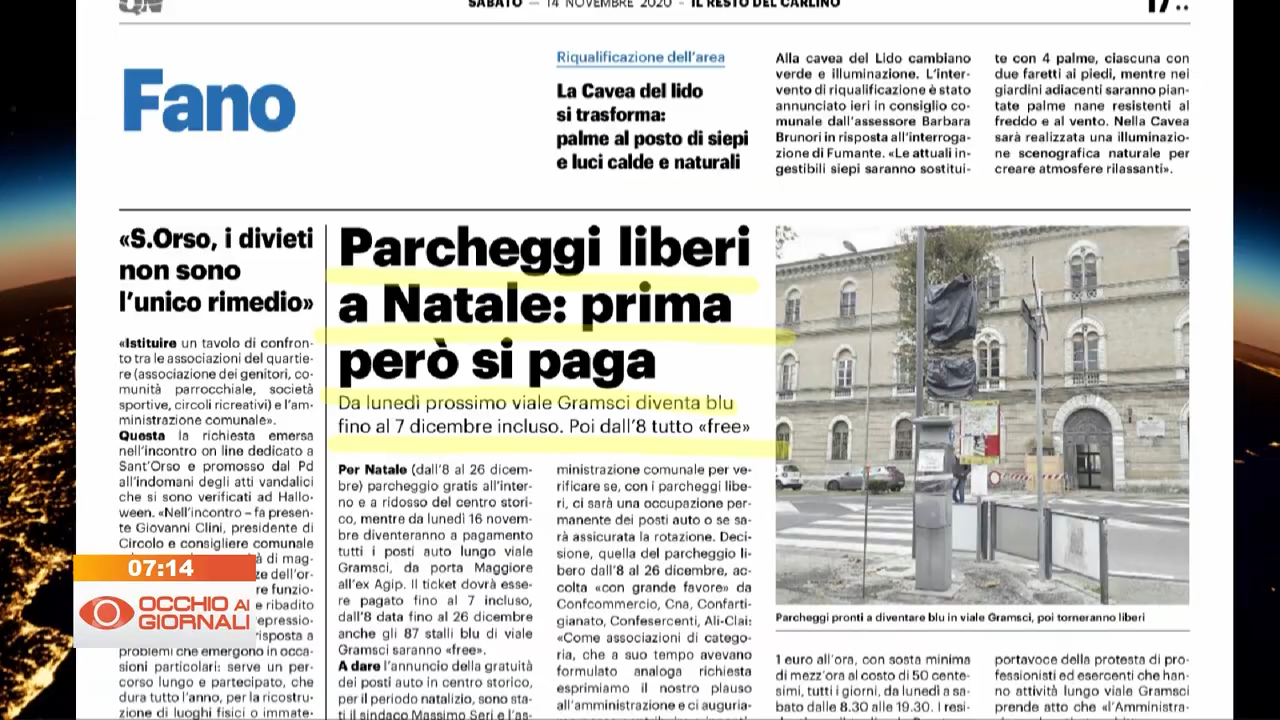 SABATO — 14 NOVEMBRE 2020 - IL RESTO DEL CARLINO
17..
Fano
Riqualificazione dell'area
La Cavea del lido
si trasforma:
palme al posto di siepi
e luci calde e naturali
Alla cavea del Lido cambiano
verde e illuminazione. L'inter-
vento di riqualificazione è stato
annunciato ieri in consiglio co-
munale dall'assessore Barbara
Brunori in risposta all'interroga-
zione di Fumante. «Le attuali in-
gestibili siepi saranno sostitui-
te con 4 palme, ciascuna con
due faretti ai piedi, mentre nei
giardini adiacenti saranno pian-
tate palme nane resistenti al
freddo e al vento. Nella Cavea
sarà realizzata una illuminazio-
ne scenografica naturale per
creare atmosfere rilassanti».
«S.Orso, i divieti
non sono
l'unico rimedio»
«Istituire un tavolo di confron-
to tra le associazioni del quartie-
re (associazione dei genitori, co-
munità parrocchiale, società
sportive, circoli ricreativi) e l'am-
ministrazione comunale».
Questa la richiesta emersa
nell'incontro on line dedicato a
Sant'Orso e promosso dal Pd
all'indomani degli atti vandalici
che si sono verificati ad Hallo-
ween. «Nell'incontro – fa presen-
te Giovanni Clini, presidente di
Circolo e consigliere comunale
di mag-
ze dell'or-
re funzio-
e ribadito
repressio-
risposta a
problemi che emergono in occa-
sioni particolari: serve un per-
corso lungo e partecipato, che
dura tutto l'anno, per la ricostru-
zione di luoghi fisici o immate-
Parcheggi liberi
a Natale: prima
però si paga
Da lunedì prossimo viale Gramsci diventa blu
fino al 7 dicembre incluso. Poi dall'8 tutto «free»
Per Natale (dall'8 al 26 dicem-
bre) parcheggio gratis all'inter-
no e a ridosso del centro stori-
co, mentre da lunedì 16 novem-
bre diventeranno a pagamento
tutti i posti auto lungo viale
Gramsci, da porta Maggiore
all'ex Agip. Il ticket dovrà esse-
re pagato fino al 7 incluso,
dall'8 data fino al 26 dicembre
anche gli 87 stalli blu di viale
Gramsci saranno «free».
A dare l'annuncio della gratuità
dei posti auto in centro storico,
per il periodo natalizio, sono sta-
ti il sindaco Massimo Seri e l'as-
ministrazione comunale per ve-
rificare se, con i parcheggi libe-
ri, ci sarà una occupazione per-
manente dei posti auto o se sa-
rà assicurata la rotazione. Deci-
sione, quella del parcheggio li-
bero dall'8 al 26 dicembre, ac-
colta «con grande favore» da
Confcommercio, Cna, Confarti-
gianato, Confesercenti, Ali-Clai:
«Come associazioni di catego-
ria, che a suo tempo avevano
formulato analoga richiesta
esprimiamo il nostro plauso
all'amministrazione e ci auguria-
Parcheggi pronti a diventare blu in viale Gramsci, poi torneranno liberi
1 euro all'ora, con sosta minima
di mezz'ora al costo di 50 cente-
simi, tutti i giorni, da lunedì a sa-
bato dalle 8.30 alle 19.30. I resi-
portavoce della protesta di pro-
fessionisti ed esercenti che han-
no attività lungo viale Gramsci
prende atto che «l'Amministra-
07:14
OCCHIO AI
GIORNALI